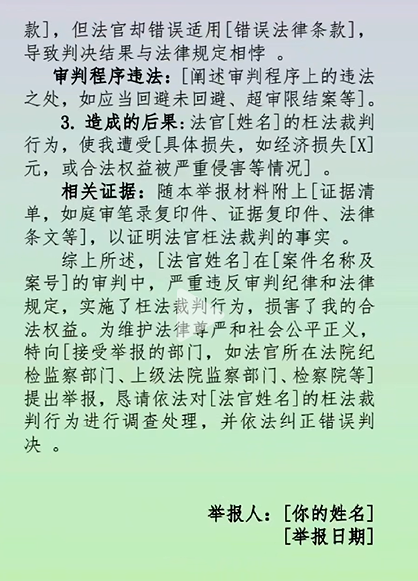 款]，但法官却错误适用[错误法律条款]，
导致判决结果与法律规定相悖 。
审判程序违法：[阐述审判程序上的违法
之处，如应当回避未回避、超审限结案等]。
3. 造成的后果:法官[姓名]的枉法裁判
行为，使我遭受[具体损失，如经济损失[X]
元，或合法权益被严重侵害等情况] 。
相关证据：随本举报材料附上[证据清
单，如庭审笔录复印件、证据复印件、法律
条文等]，以证明法官枉法裁判的事实 。
综上所述，[法官姓名]在[案件名称及
案号]的审判中，严重违反审判纪律和法律
规定，实施了枉法裁判行为，损害了我的合
法权益。为维护法律尊严和社会公平正义，
特向[接受举报的部门，如法官所在法院纪
检监察部门、上级法院监察部门、检察院等]
提出举报，恳请依法对[法官姓名]的枉法裁
判行为进行调查处理，并依法纠正错误判
决 。
举报人：[你的姓名]
[举报日期]